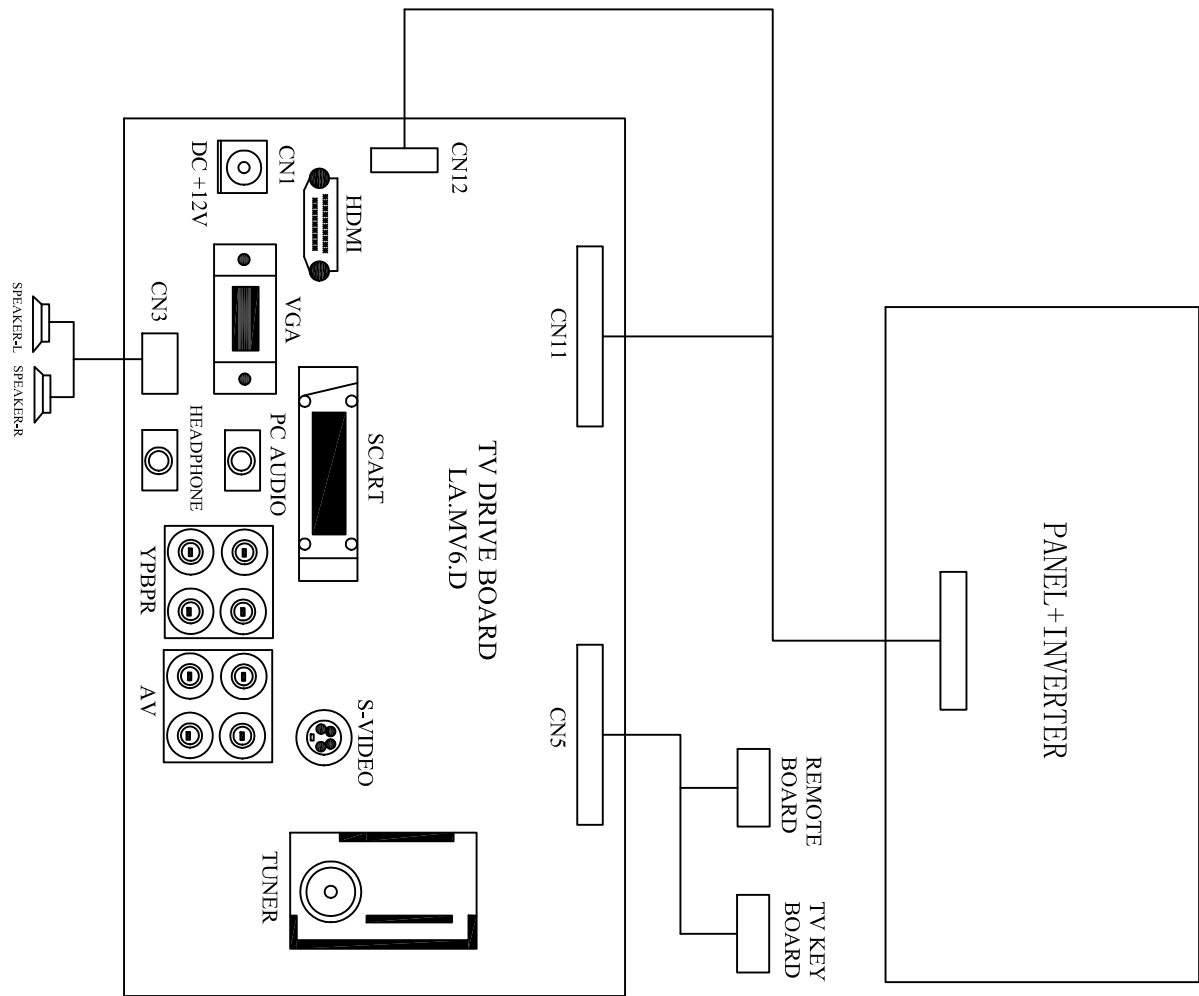 PANEL+INVERTER
REMOTE
BOARD
TV KEY
BOARD
CN12
CN11
CN5
TV DRIVE BOARD
LA.MV6.D
CN1
DC +12V
HDMI
VGA
SCART
S-VIDEO
TUNER
CN3
PC AUDIO
HEADPHONE
YPBPR
AV
SPEAKER-L
SPEAKER-R